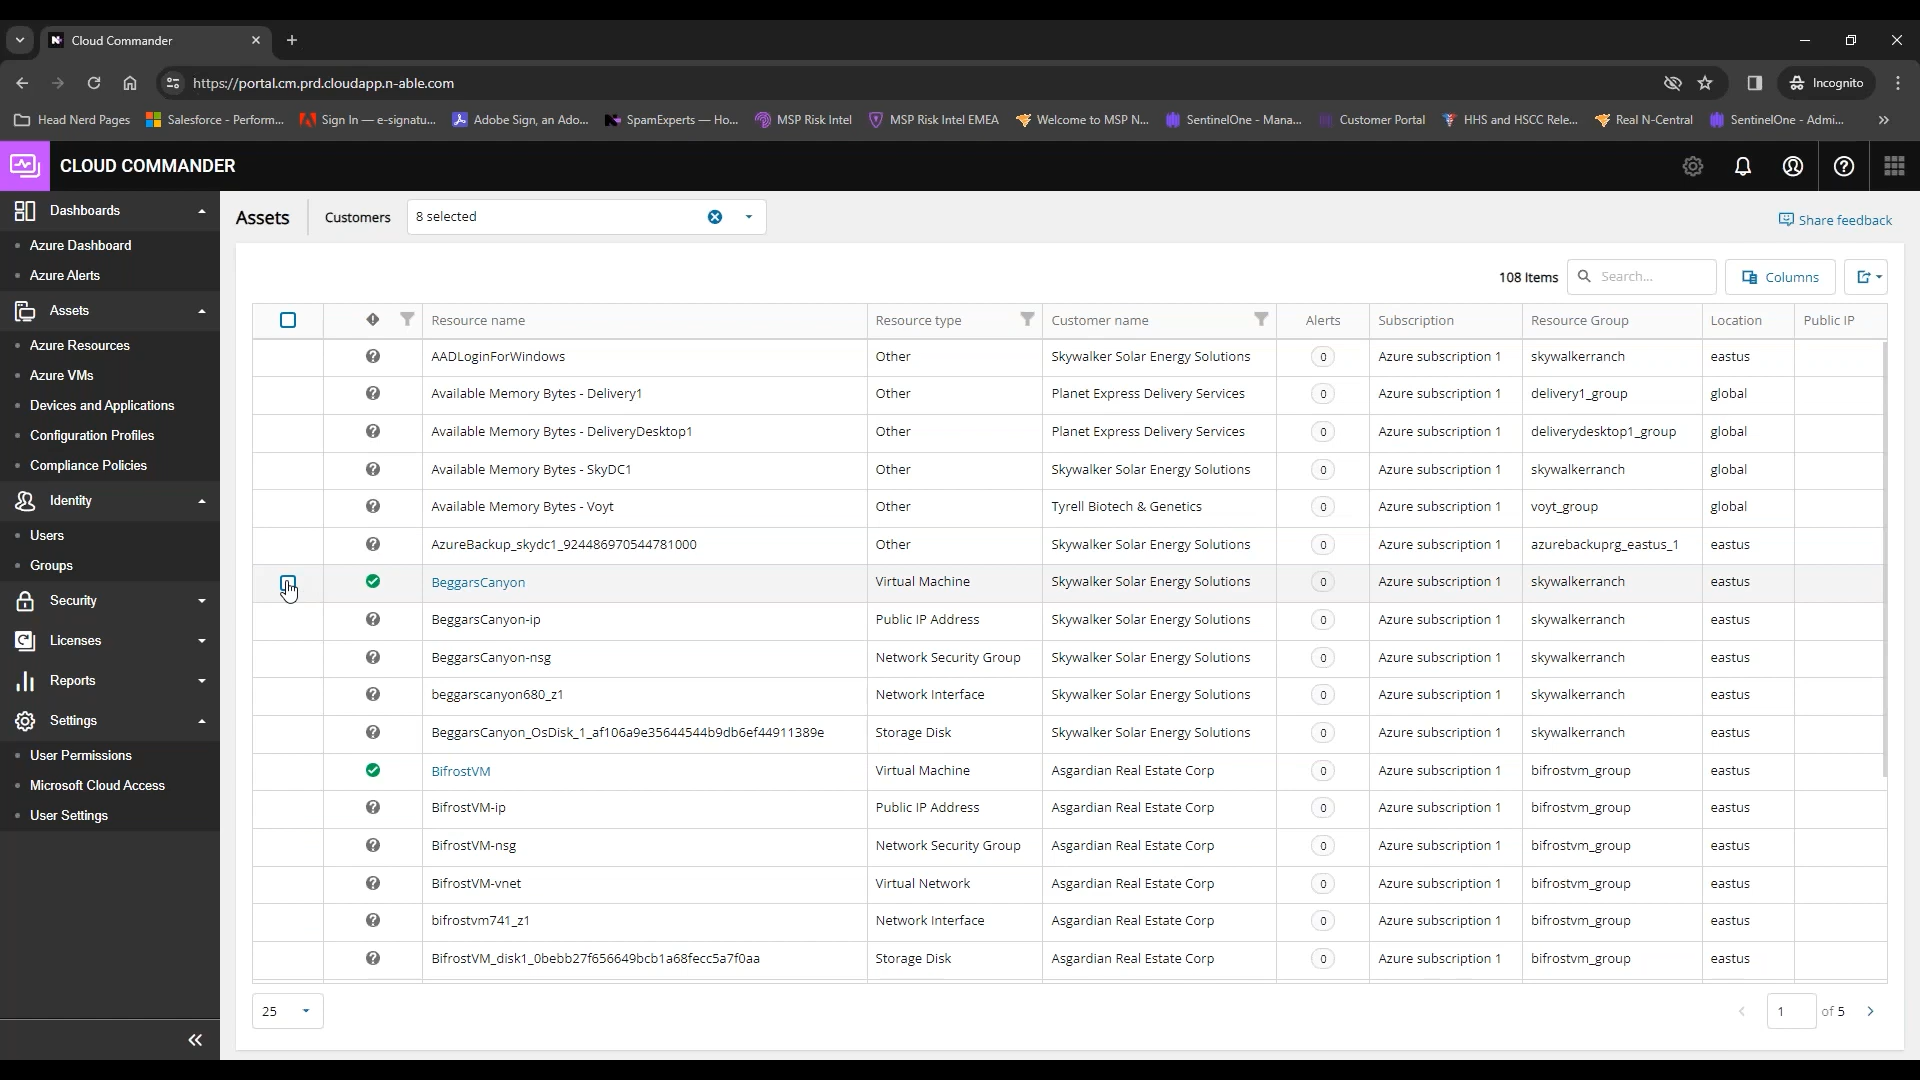 Cloud Commander
https://portal.cm.prd.cloudapp.n-able.com
Incognito
Head Nerd Pages
Salesforce - Perform...
Sign In — e-signatu...
Adobe Sign, an Ado...
SpamExperts — Ho...
MSP Risk Intel
MSP Risk Intel EMEA
Welcome to MSP N...
SentinelOne - Mana...
Customer Portal
HHS and HSCC Rele...
Real N-Central
SentinelOne - Admi...
CLOUD COMMANDER
Dashboards
Azure Dashboard
Azure Alerts
Assets
Azure Resources
Azure VMs
Devices and Applications
Configuration Profiles
Compliance Policies
Identity
Users
Groups
Security
Licenses
Reports
Settings
User Permissions
Microsoft Cloud Access
User Settings
Assets Customers 8 selected
Share feedback
108 Items Search... Columns
Resource name Resource type Customer name Alerts Subscription Resource Group Location Public IP
AADLoginForWindows Other Skywalker Solar Energy Solutions 0 Azure subscription 1 skywalkerranch eastus
Available Memory Bytes - Delivery1 Other Planet Express Delivery Services 0 Azure subscription 1 delivery1_group global
Available Memory Bytes - DeliveryDesktop1 Other Planet Express Delivery Services 0 Azure subscription 1 deliverydesktop1_group global
Available Memory Bytes - SkyDC1 Other Skywalker Solar Energy Solutions 0 Azure subscription 1 skywalkerranch global
Available Memory Bytes - Voyt Other Tyrell Biotech & Genetics 0 Azure subscription 1 voyt_group global
AzureBackup_skydc1_924486970544781000 Other Skywalker Solar Energy Solutions 0 Azure subscription 1 azurebackuprg_eastus_1 eastus
BeggarsCanyon Virtual Machine Skywalker Solar Energy Solutions 0 Azure subscription 1 skywalkerranch eastus
BeggarsCanyon-ip Public IP Address Skywalker Solar Energy Solutions 0 Azure subscription 1 skywalkerranch eastus
BeggarsCanyon-nsg Network Security Group Skywalker Solar Energy Solutions 0 Azure subscription 1 skywalkerranch eastus
beggarscanyon680_z1 Network Interface Skywalker Solar Energy Solutions 0 Azure subscription 1 skywalkerranch eastus
BeggarsCanyon_OsDisk_1_af106a9e35644544b9db6ef44911389e Storage Disk Skywalker Solar Energy Solutions 0 Azure subscription 1 skywalkerranch eastus
BifrostVM Virtual Machine Asgardian Real Estate Corp 0 Azure subscription 1 bifrostvm_group eastus
BifrostVM-ip Public IP Address Asgardian Real Estate Corp 0 Azure subscription 1 bifrostvm_group eastus
BifrostVM-nsg Network Security Group Asgardian Real Estate Corp 0 Azure subscription 1 bifrostvm_group eastus
BifrostVM-vnet Virtual Network Asgardian Real Estate Corp 0 Azure subscription 1 bifrostvm_group eastus
bifrostvm741_z1 Network Interface Asgardian Real Estate Corp 0 Azure subscription 1 bifrostvm_group eastus
BifrostVM_disk1_0bebb27f656649bcb1a68fecc5a7f0aa Storage Disk Asgardian Real Estate Corp 0 Azure subscription 1 bifrostvm_group eastus
25 1 of 5